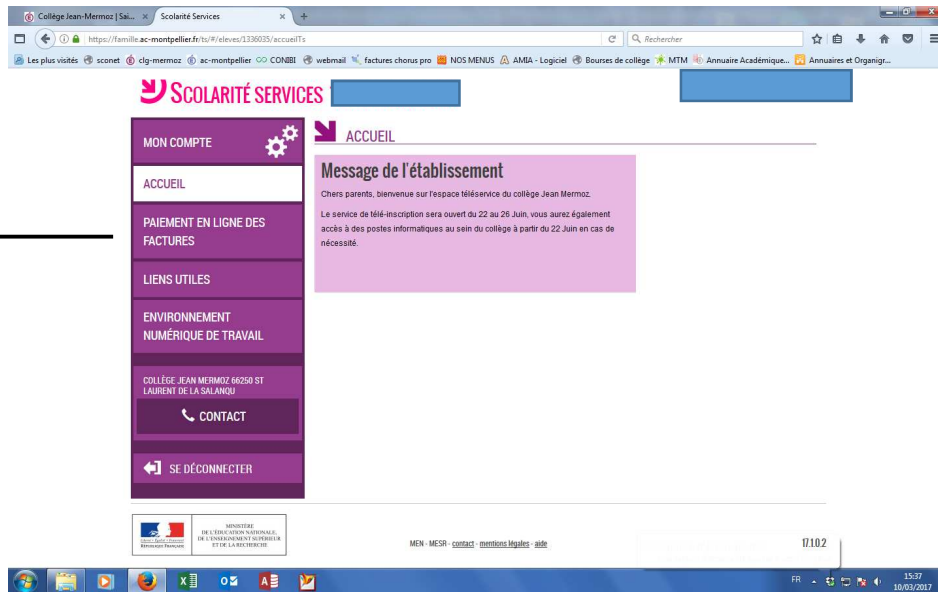 Collège Jean-Mermoz | Sai...
Scolarité Services
https://famille.ac-montpellier.fr/ts/#/eleves/1336035/accueilTs
Rechercher
Les plus visités sconet clg-mermoz ac-montpellier CONIBI webmail factures chorus pro NOS MENUS AMIA - Logiciel Bourses de collège MTM Annuaire Académique... Annuaires et Organigr...
SCOLARITÉ SERVICES
MON COMPTE
ACCUEIL
PAIEMENT EN LIGNE DES
FACTURES
LIENS UTILES
ENVIRONNEMENT
NUMÉRIQUE DE TRAVAIL
COLLÈGE JEAN MERMOZ 66250 ST
LAURENT DE LA SALANQU
CONTACT
SE DÉCONNECTER
ACCUEIL
Message de l'établissement
Chers parents, bienvenue sur l'espace téléservice du collège Jean Mermoz.
Le service de télé-inscription sera ouvert du 22 au 26 Juin, vous aurez également
accès à des postes informatiques au sein du collège à partir du 22 Juin en cas de
nécessité.
Liberté • Égalité • Fraternité
RÉPUBLIQUE FRANÇAISE
MINISTÈRE
DE L'ÉDUCATION NATIONALE,
DE L'ENSEIGNEMENT SUPÉRIEUR
ET DE LA RECHERCHE
MEN - MESR - contact - mentions légales - aide
17.1.0.2
FR
15:37
10/03/2017